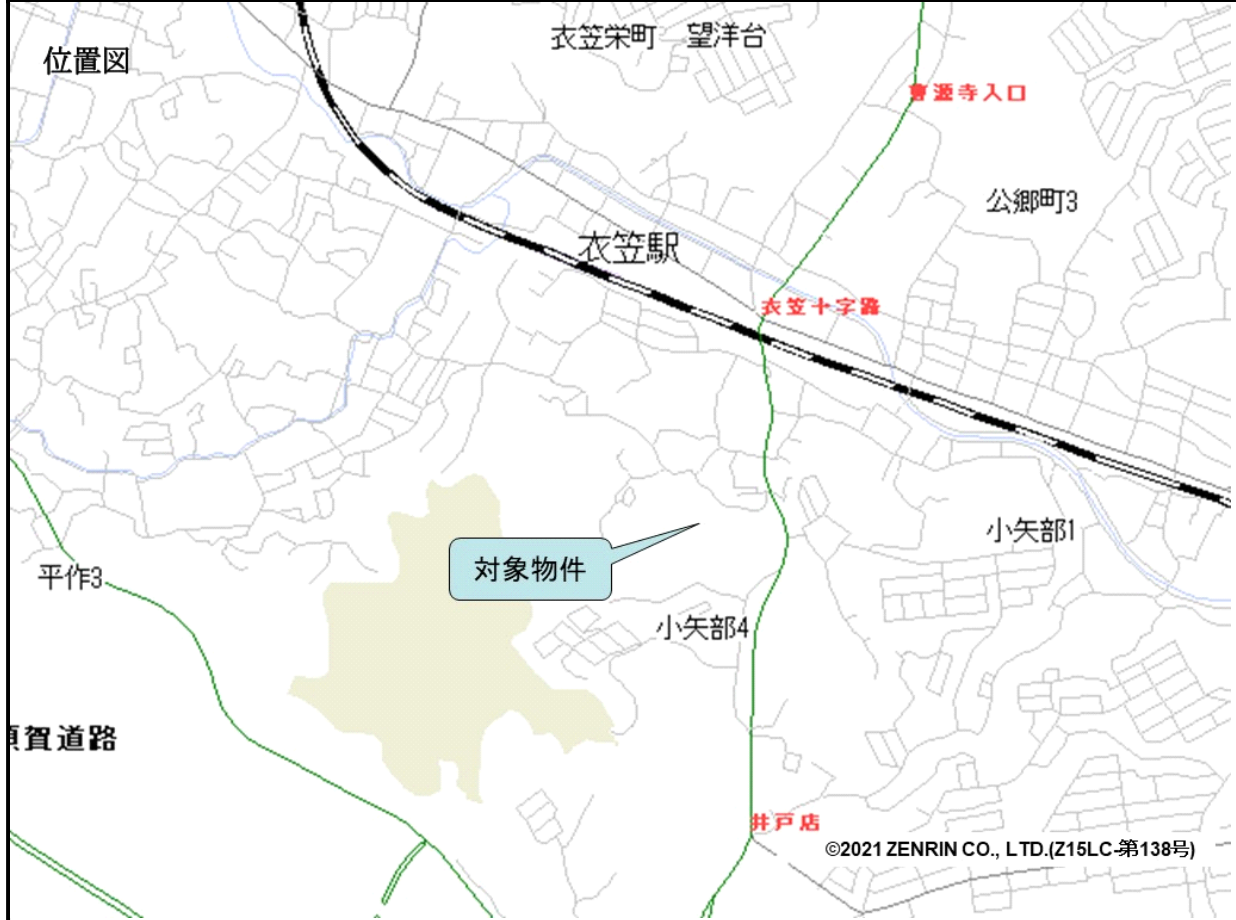 位置図
衣笠栄町 望洋台
曹源寺入口
公郷町3
衣笠駅
衣笠十字路
小矢部1
対象物件
平作3
小矢部4
須賀道路
井戸店
©2021 ZENRIN CO., LTD.(Z15LC-第138号)